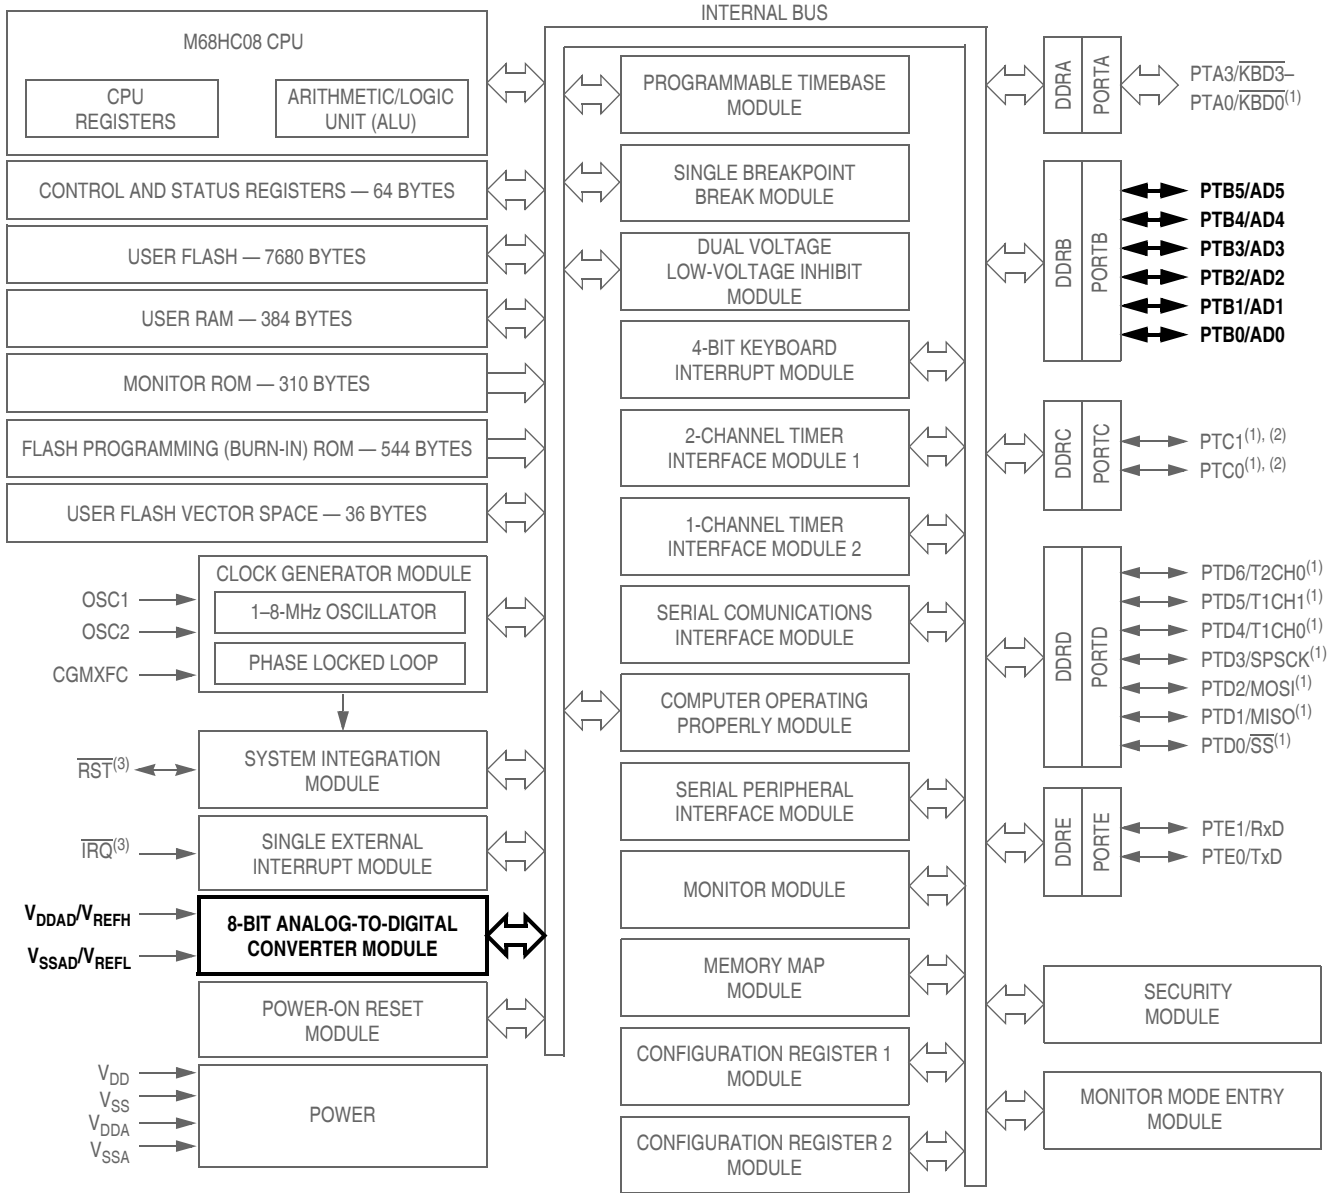 INTERNAL BUS
M68HC08 CPU
CPU
REGISTERS
ARITHMETIC/LOGIC
UNIT (ALU)
CONTROL AND STATUS REGISTERS — 64 BYTES
USER FLASH — 7680 BYTES
USER RAM — 384 BYTES
MONITOR ROM — 310 BYTES
FLASH PROGRAMMING (BURN-IN) ROM — 544 BYTES
USER FLASH VECTOR SPACE — 36 BYTES
CLOCK GENERATOR MODULE
1–8-MHz OSCILLATOR
PHASE LOCKED LOOP
OSC1
OSC2
CGMXFC
SYSTEM INTEGRATION
MODULE
RST(3)
SINGLE EXTERNAL
INTERRUPT MODULE
IRQ(3)
8-BIT ANALOG-TO-DIGITAL
CONVERTER MODULE
VDDAD/VREFH
VSSAD/VREFL
POWER-ON RESET
MODULE
POWER
VDD
VSS
VDDA
VSSA
PROGRAMMABLE TIMEBASE
MODULE
SINGLE BREAKPOINT
BREAK MODULE
DUAL VOLTAGE
LOW-VOLTAGE INHIBIT
MODULE
4-BIT KEYBOARD
INTERRUPT MODULE
2-CHANNEL TIMER
INTERFACE MODULE 1
1-CHANNEL TIMER
INTERFACE MODULE 2
SERIAL COMUNICATIONS
INTERFACE MODULE
COMPUTER OPERATING
PROPERLY MODULE
SERIAL PERIPHERAL
INTERFACE MODULE
MONITOR MODULE
MEMORY MAP
MODULE
CONFIGURATION REGISTER 1
MODULE
CONFIGURATION REGISTER 2
MODULE
DDRA
PORTA
PTA3/KBD3–
PTA0/KBD0(1)
DDRB
PORTB
PTB5/AD5
PTB4/AD4
PTB3/AD3
PTB2/AD2
PTB1/AD1
PTB0/AD0
DDRC
PORTC
PTC1(1), (2)
PTC0(1), (2)
DDRD
PORTD
PTD6/T2CH0(1)
PTD5/T1CH1(1)
PTD4/T1CH0(1)
PTD3/SPSCK(1)
PTD2/MOSI(1)
PTD1/MISO(1)
PTD0/SS(1)
DDRE
PORTE
PTE1/RxD
PTE0/TxD
SECURITY
MODULE
MONITOR MODE ENTRY
MODULE